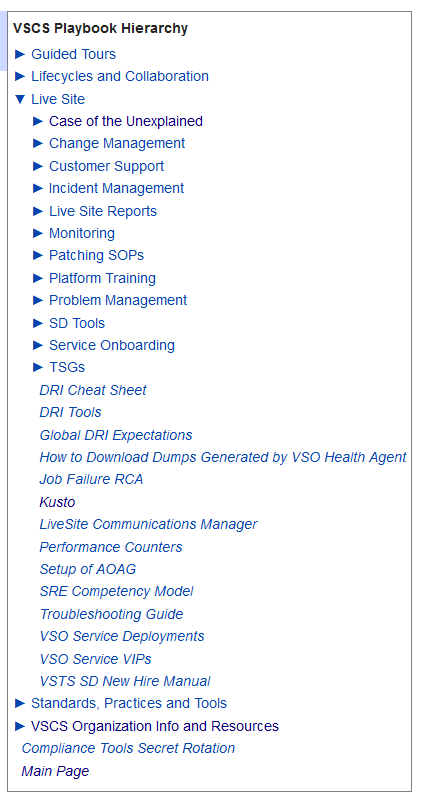 VSCS Playbook Hierarchy
► Guided Tours
► Lifecycles and Collaboration
▼ Live Site
► Case of the Unexplained
► Change Management
► Customer Support
► Incident Management
► Live Site Reports
► Monitoring
► Patching SOPs
► Platform Training
► Problem Management
► SD Tools
► Service Onboarding
► TSGs
DRI Cheat Sheet
DRI Tools
Global DRI Expectations
How to Download Dumps Generated by VSO Health Agent
Job Failure RCA
Kusto
LiveSite Communications Manager
Performance Counters
Setup of AOAG
SRE Competency Model
Troubleshooting Guide
VSO Service Deployments
VSO Service VIPs
VSTS SD New Hire Manual
► Standards, Practices and Tools
► VSCS Organization Info and Resources
Compliance Tools Secret Rotation
Main Page